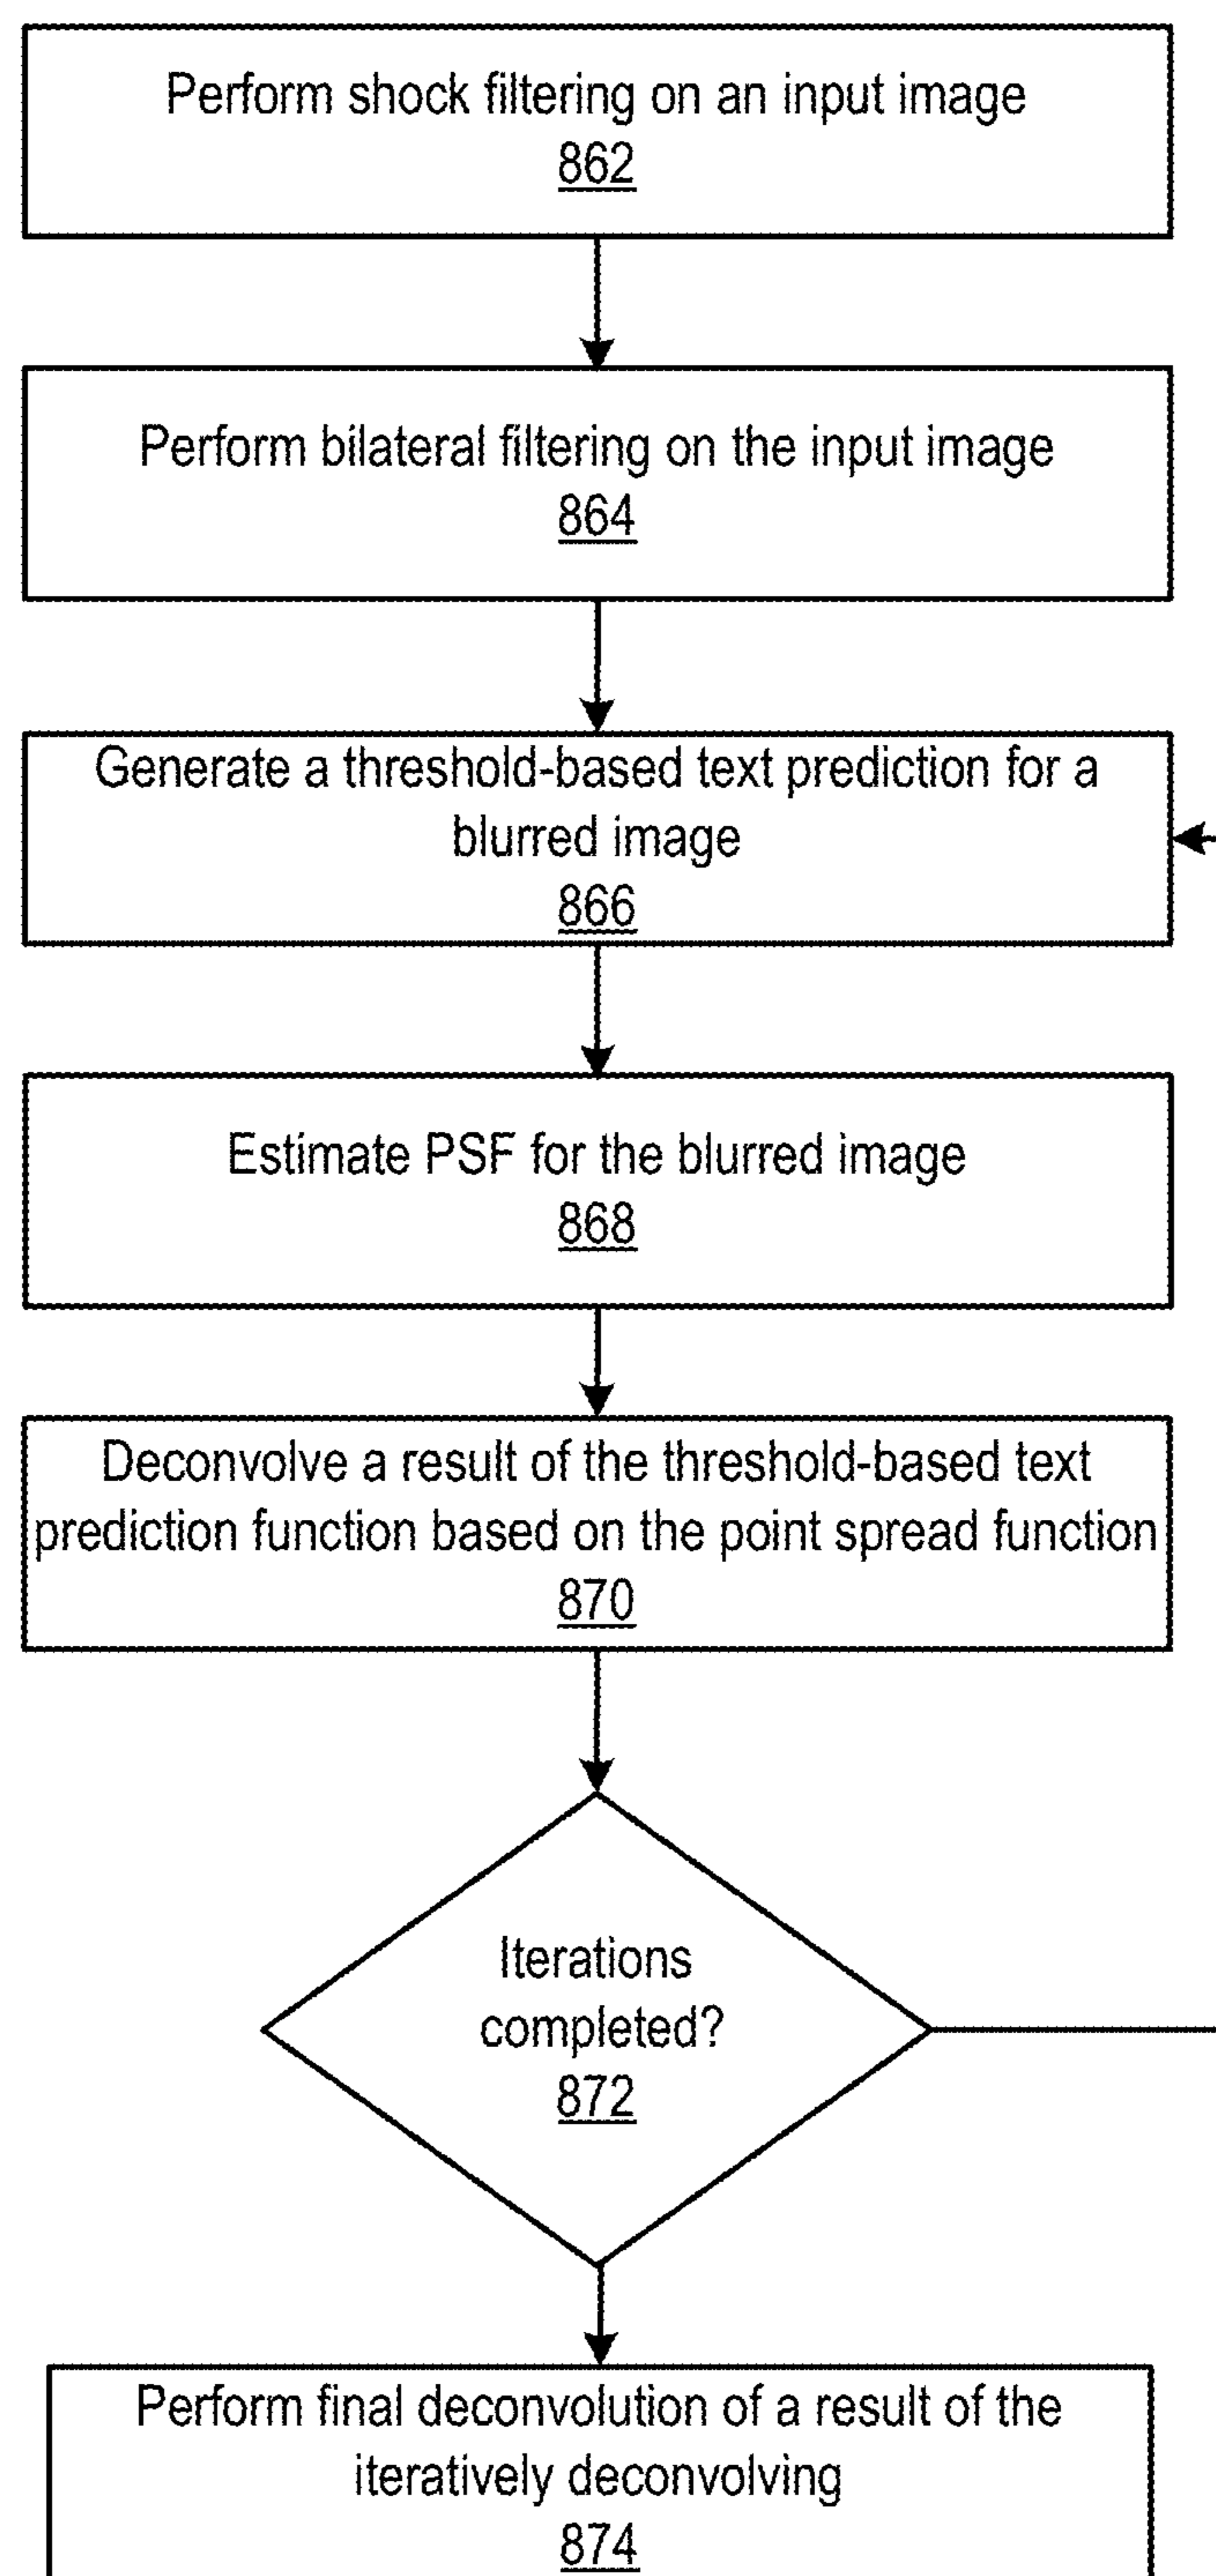 Perform shock filtering on an input image
862
Perform bilateral filtering on the input image
864
Generate a threshold-based text prediction for a
blurred image
866
Estimate PSF for the blurred image
868
Deconvolve a result of the threshold-based text
prediction function based on the point spread function
870
Iterations
completed?
872
Perform final deconvolution of a result of the
iteratively deconvolving
874